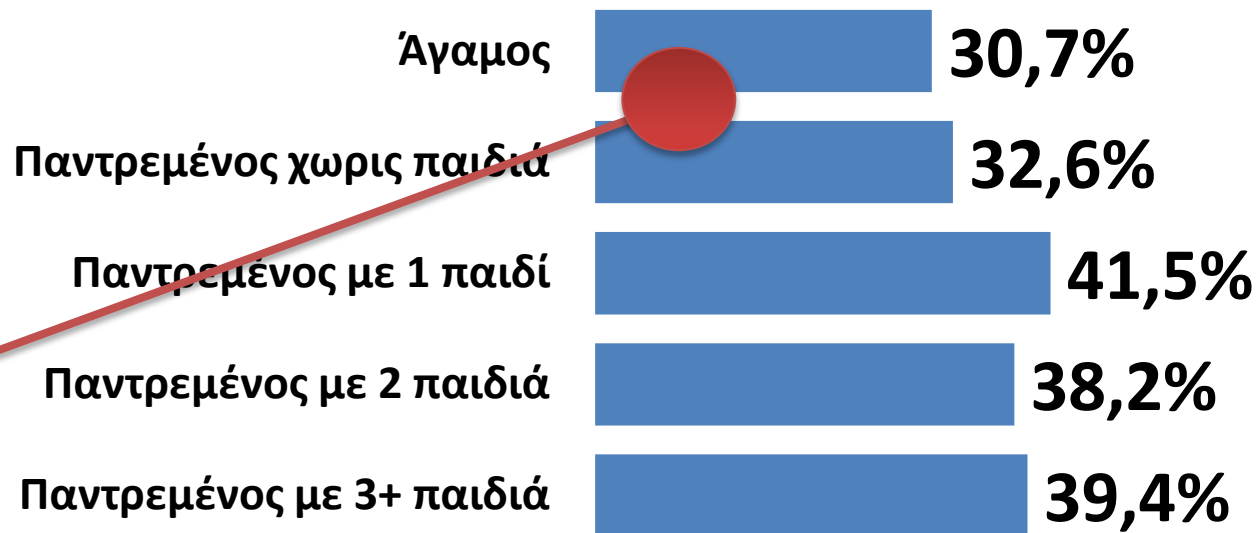 Άγαμος 30,7%
Παντρεμένος χωρις παιδιά 32,6%
Παντρεμένος με 1 παιδί 41,5%
Παντρεμένος με 2 παιδιά 38,2%
Παντρεμένος με 3+ παιδιά 39,4%